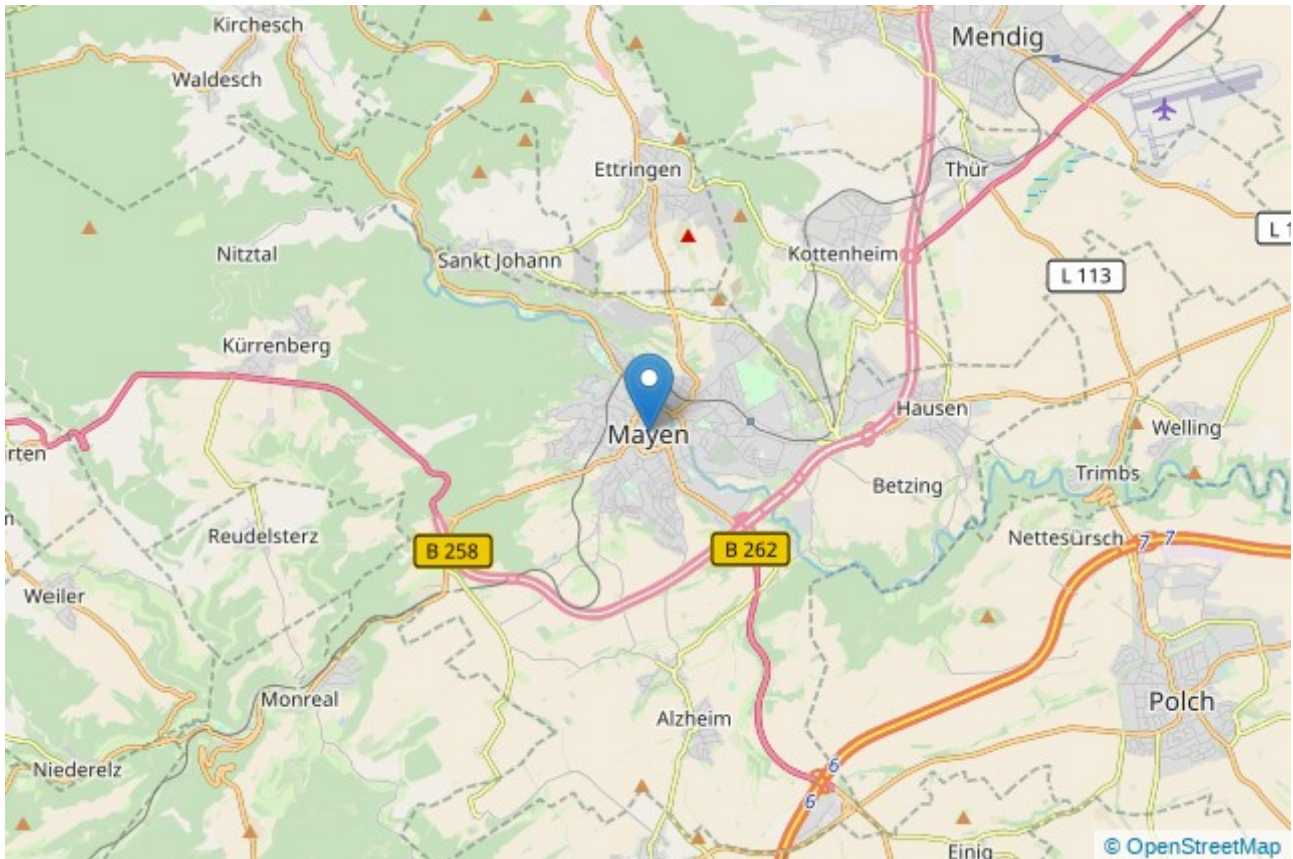 Kirchesch
Mendig
Waldesch
Ettringen
Thür
L 1
Nitztal
Sankt Johann
Kottenheim
L 113
Kürrenberg
Hausen
Mayen
Welling
rten
Trimbs
Betzing
n
Reudelsterz
Nettesürsch
7
7
B 258
B 262
Weiler
Monreal
Polch
Alzheim
Niederelz
6
6
Einig
© OpenStreetMap